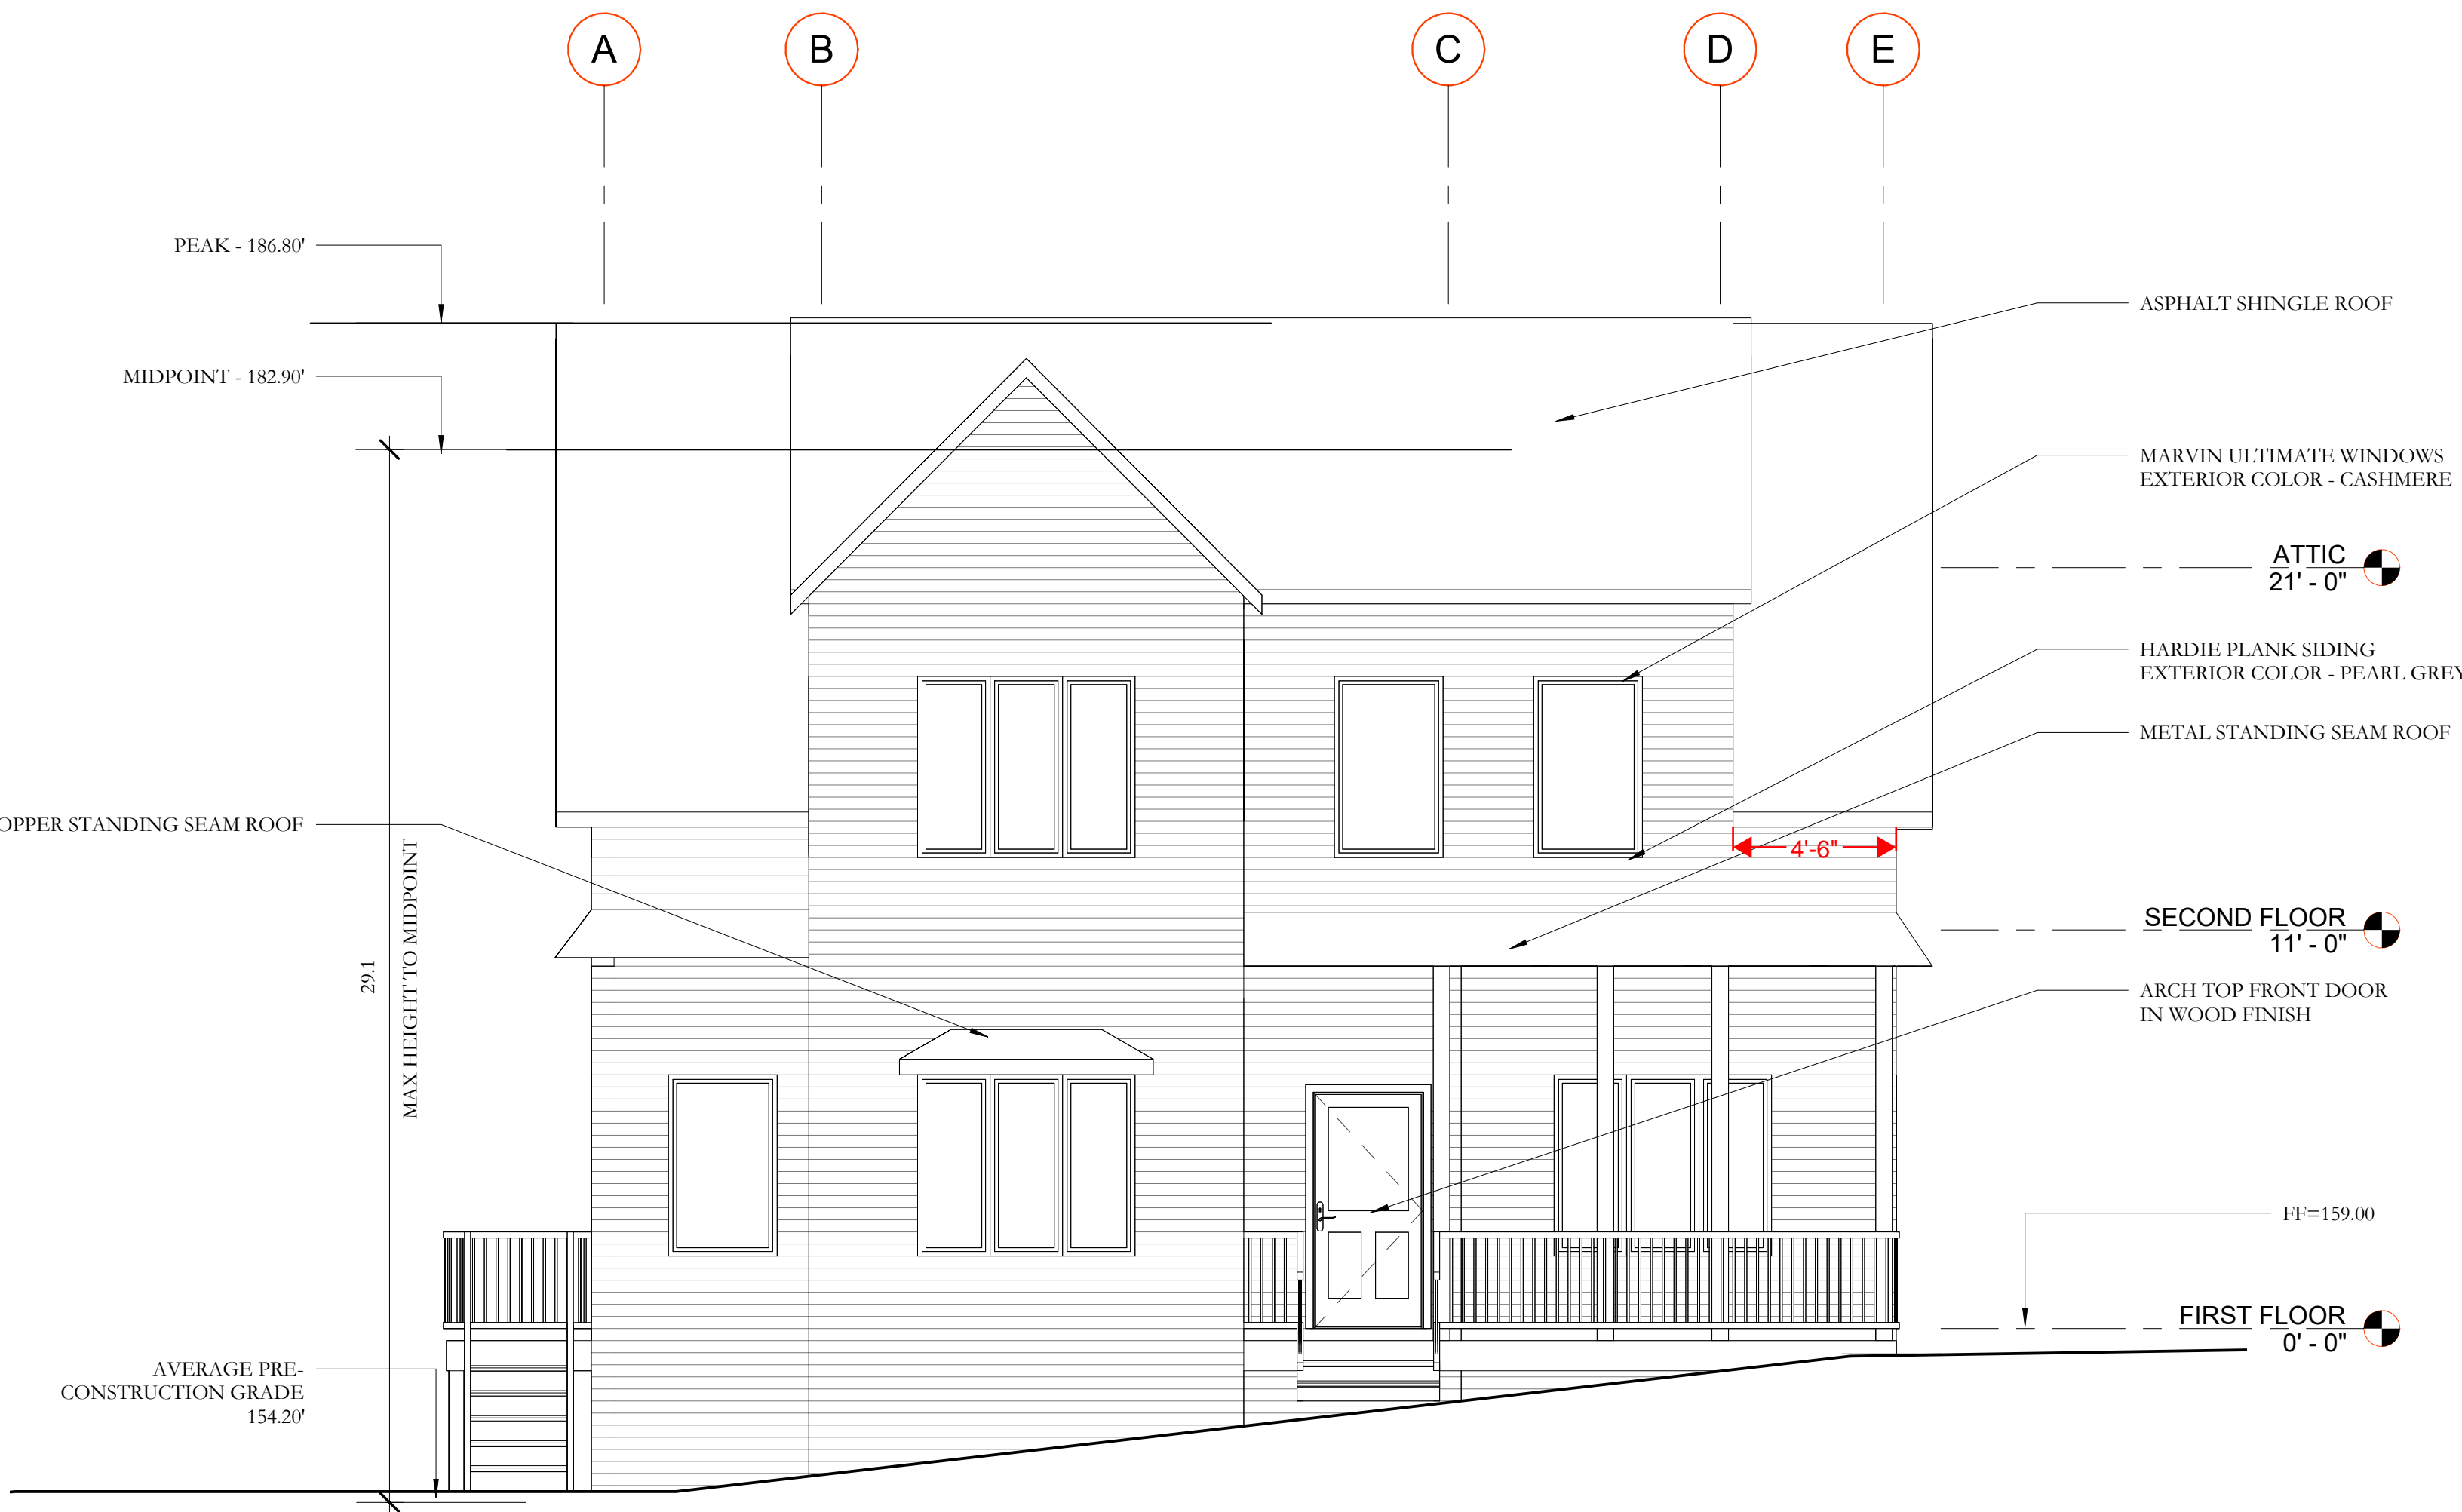 A
B
C
D
E
PEAK - 186.80'
MIDPOINT - 182.90'
ASPHALT SHINGLE ROOF
MARVIN ULTIMATE WINDOWS
EXTERIOR COLOR - CASHMERE
ATTIC
21' - 0"
HARDIE PLANK SIDING
EXTERIOR COLOR - PEARL GREY
METAL STANDING SEAM ROOF
OPPER STANDING SEAM ROOF
4'-6"
MAX HEIGHT TO MIDPOINT
29.1
SECOND FLOOR
11' - 0"
ARCH TOP FRONT DOOR
IN WOOD FINISH
FF=159.00
FIRST FLOOR
0' - 0"
AVERAGE PRE-
CONSTRUCTION GRADE
154.20'